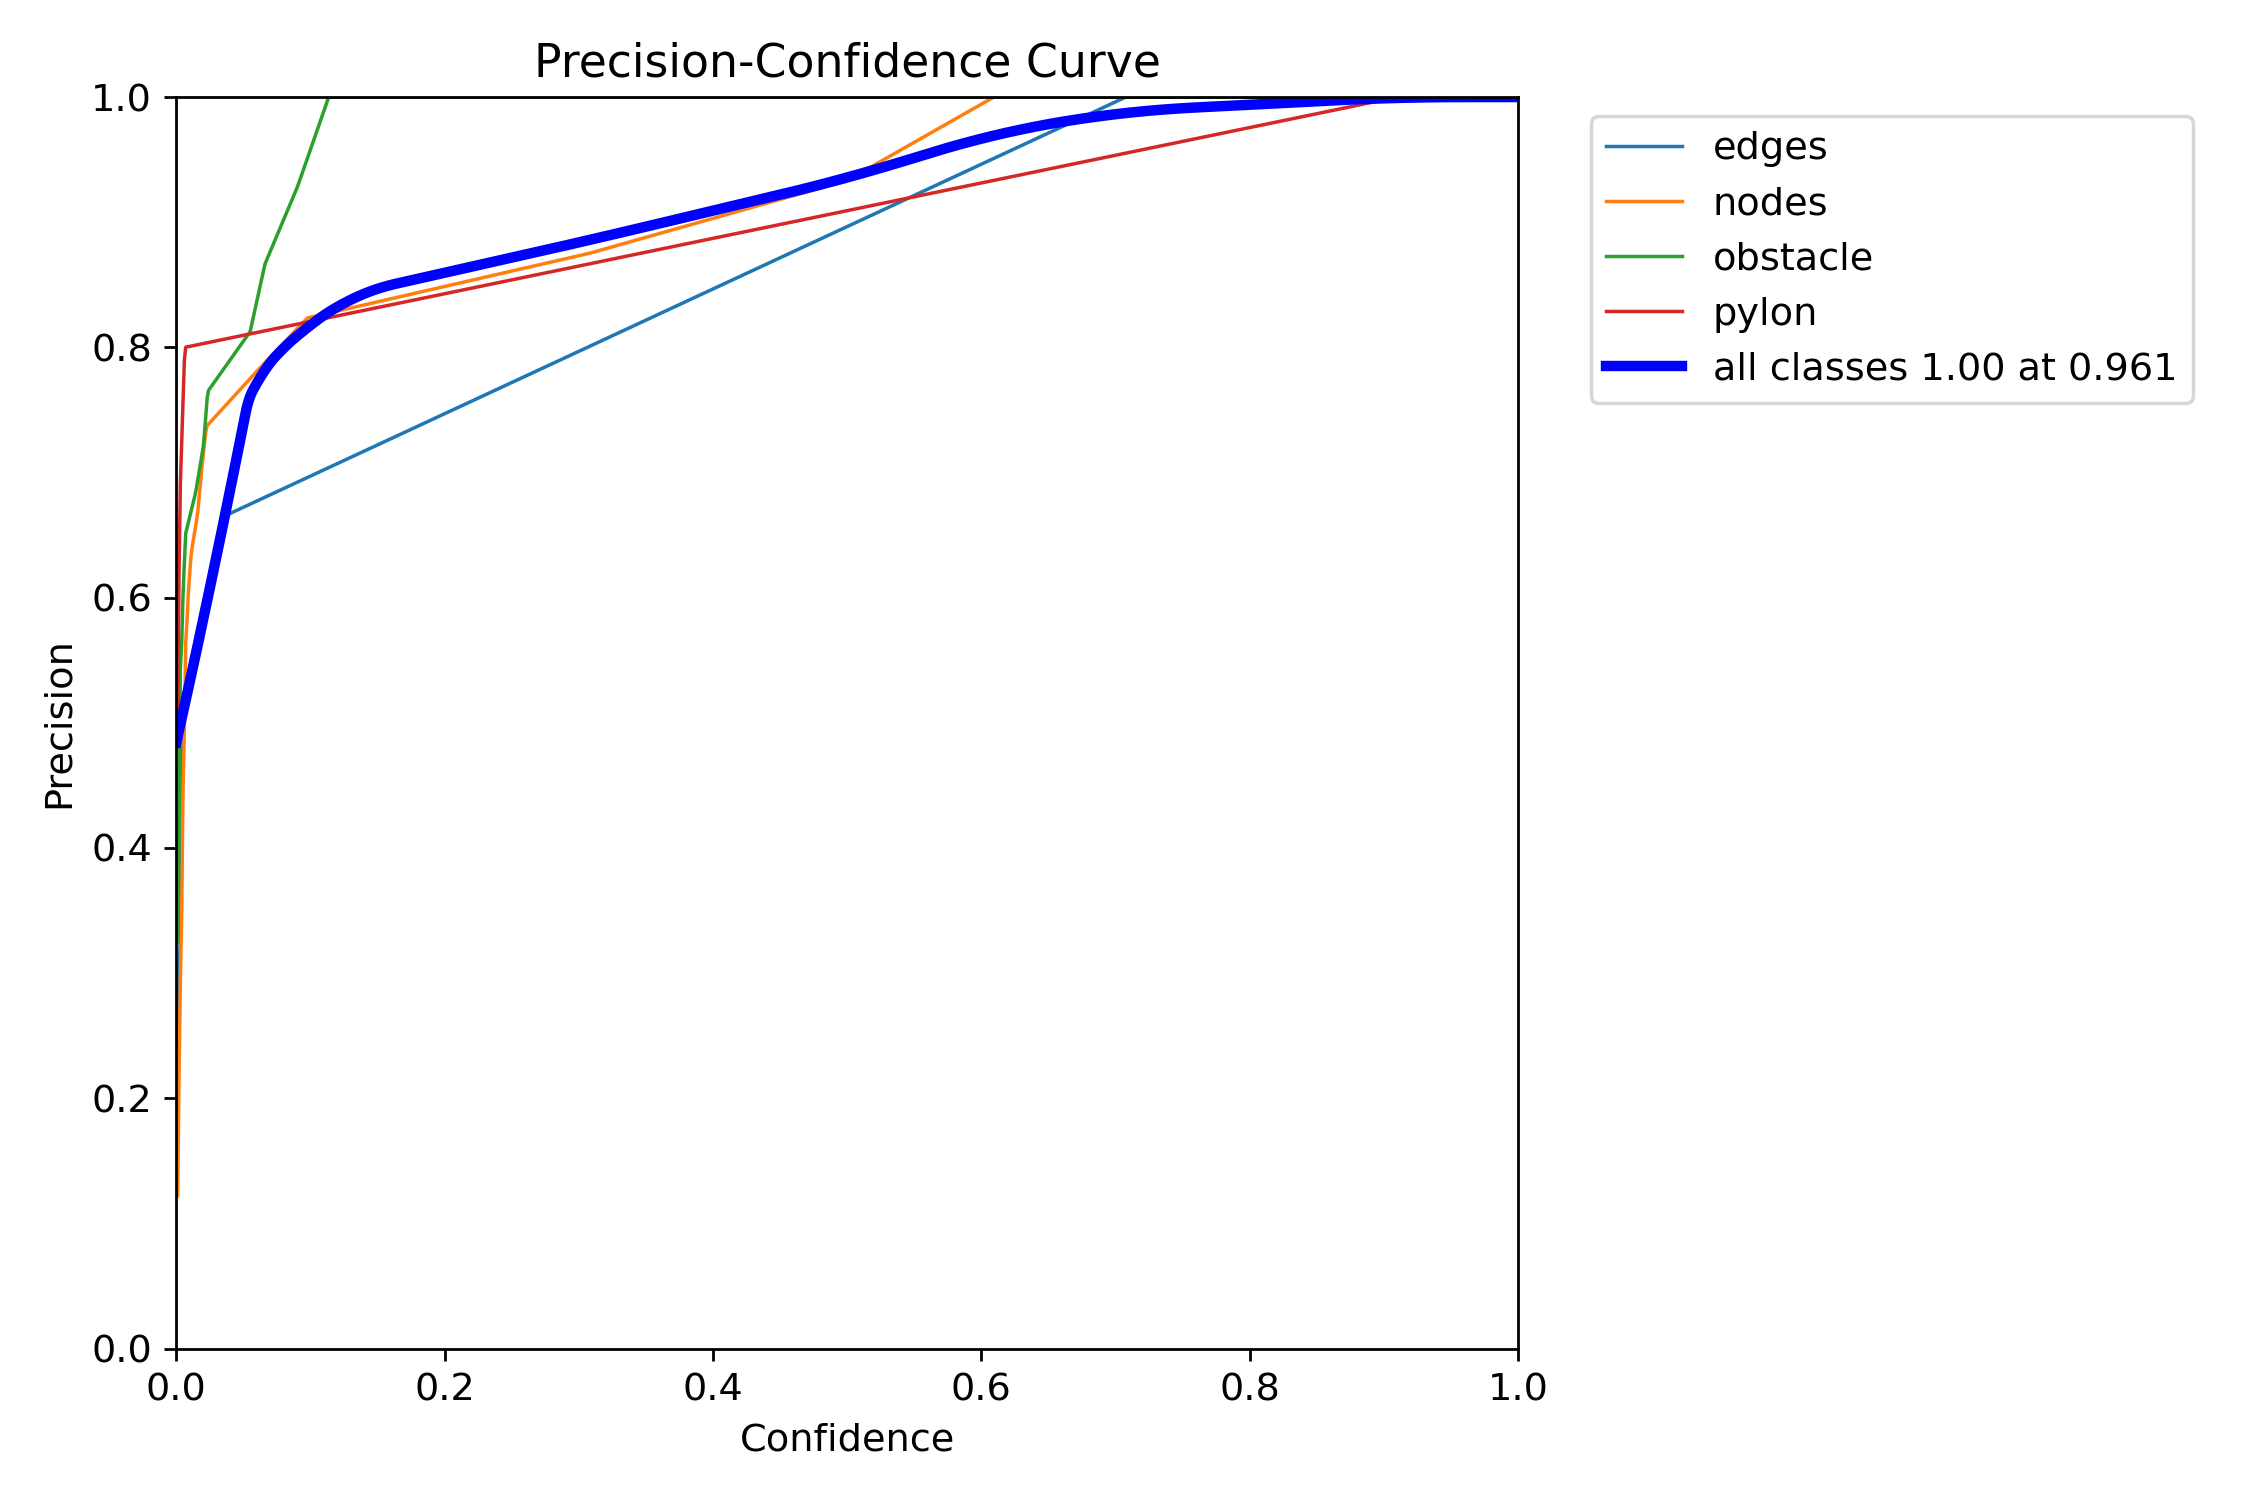 Precision-Confidence Curve
1.0
0.8
0.6
0.4
0.2
0.0
Precision
0.0 0.2 0.4 0.6 0.8 1.0
Confidence
edges
nodes
obstacle
pylon
all classes 1.00 at 0.961